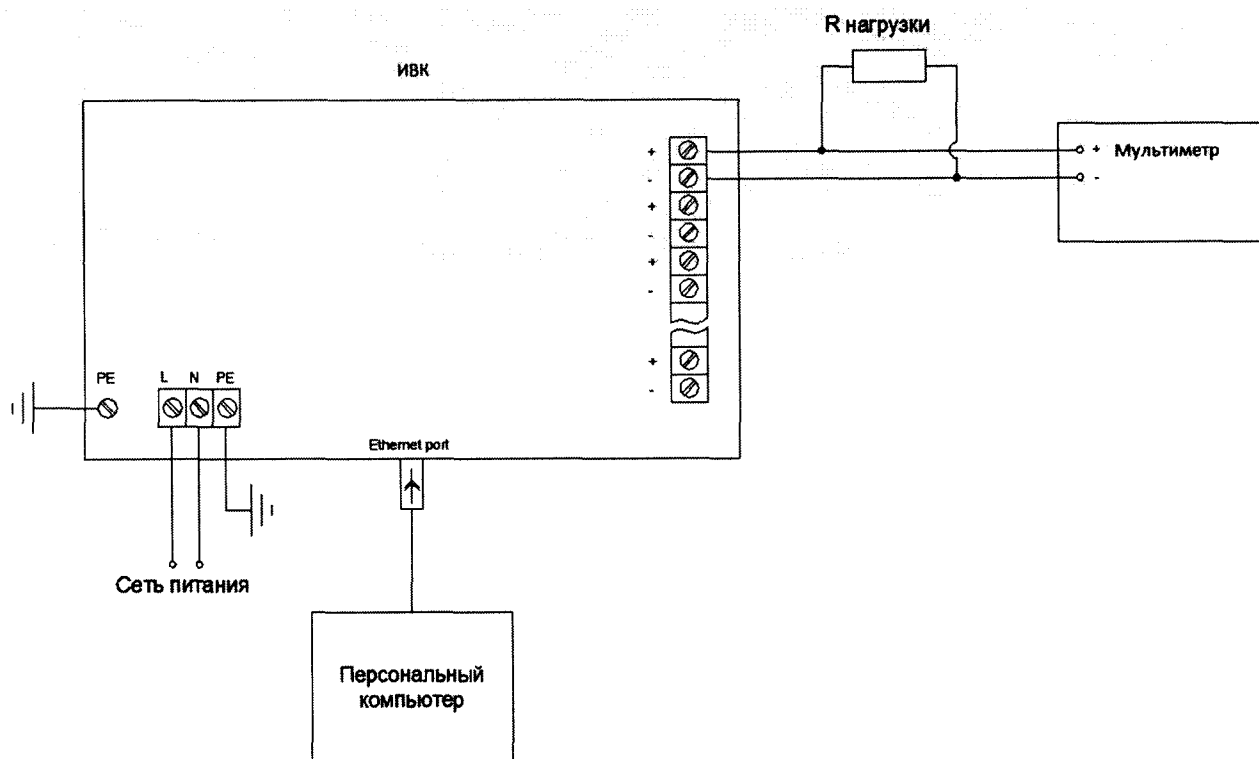 R нагрузки
ИВК
+
-
+
-
+
-
+
-
+ Мультиметр
-
PE
L N PE
Ethernet port
Сеть питания
Персональный
компьютер